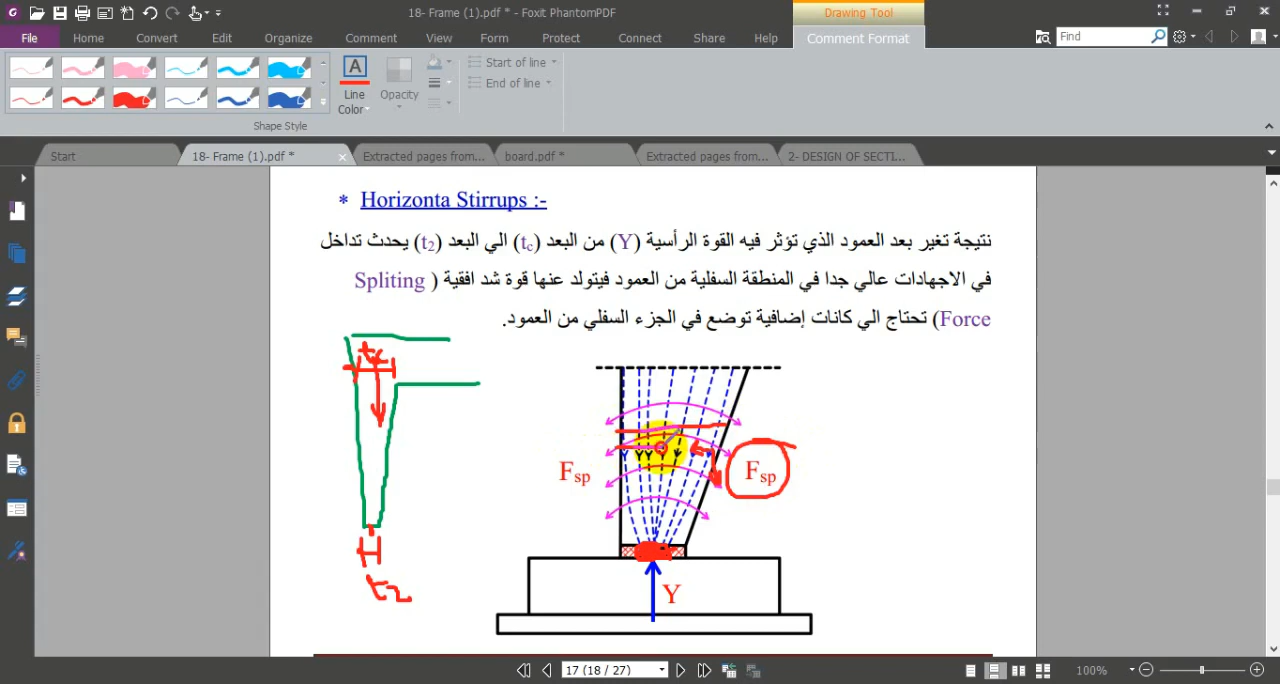 18- Frame (1).pdf * - Foxit PhantomPDF
Drawing Tool
File Home Convert Edit Organize Comment View Form Protect Connect Share Help Comment Format
Find
Start of line
End of line
Line Color
Opacity
Shape Style
Start
18- Frame (1).pdf *
Extracted pages from...
board.pdf *
Extracted pages from...
2- DESIGN OF SECTI...
* Horizonta Stirrups :-
نتيجة تغير بعد العمود الذي تؤثر فيه القوة الرأسية (Y) من البعد (tc) الي البعد (t2) يحدث تداخل
في الاجهادات عالي جدا في المنطقة السفلية من العمود فيتولد عنها قوة شد افقية ( Spliting
Force) تحتاج الي كانات إضافية توضع في الجزء السفلي من العمود.
tc
Fsp
Fsp
Y
t2
17 (18 / 27)
100%